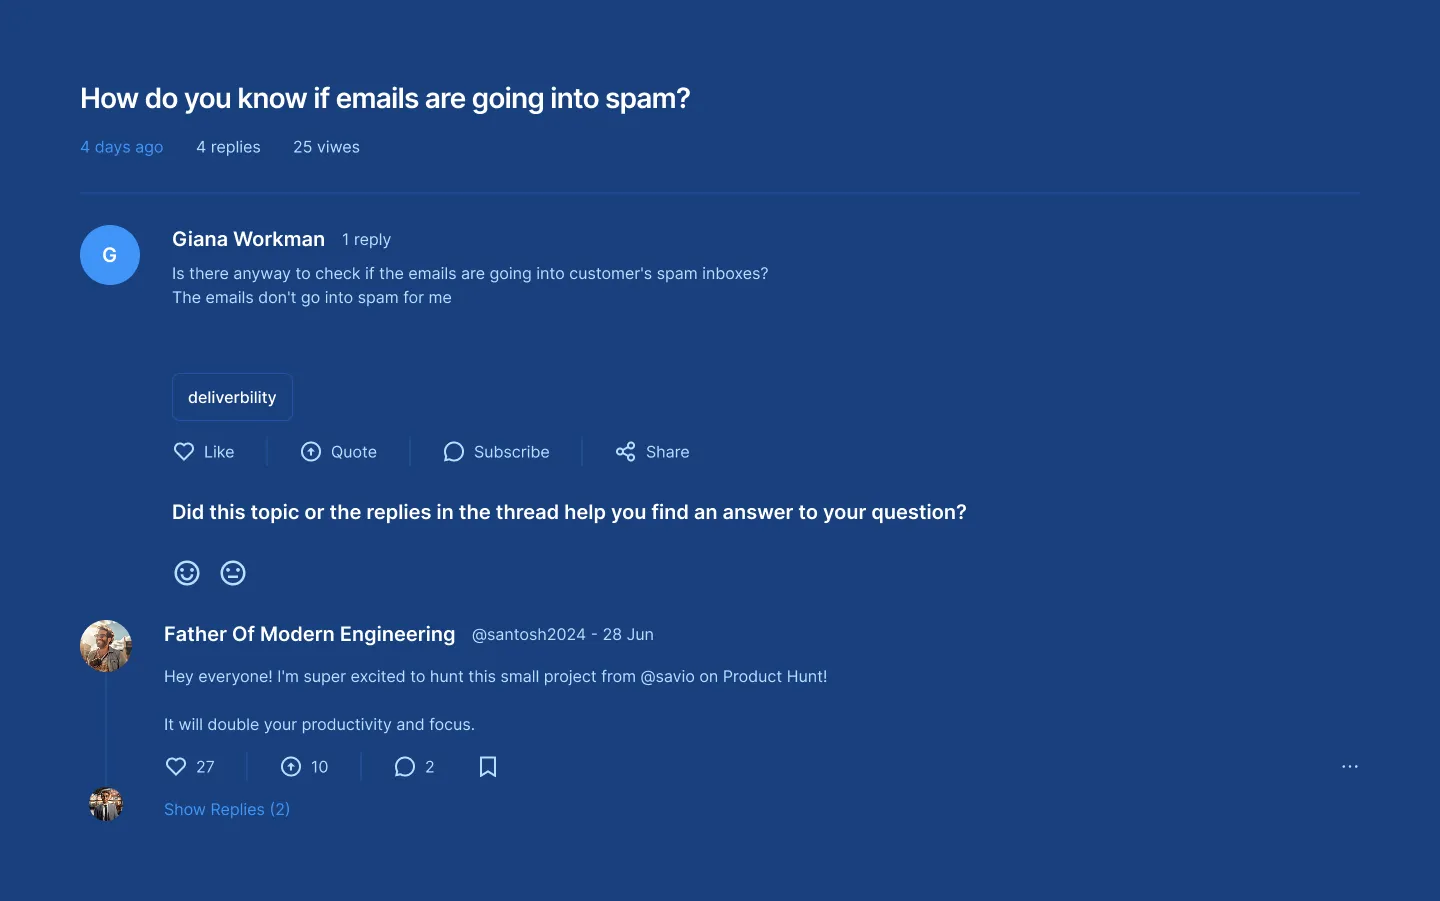 How do you know if emails are going into spam?
4 days ago 4 replies 25 viwes
G
Giana Workman 1 reply
Is there anyway to check if the emails are going into customer's spam inboxes?
The emails don't go into spam for me
deliverbility
Like Quote Subscribe Share
Did this topic or the replies in the thread help you find an answer to your question?
Father Of Modern Engineering @santosh2024 - 28 Jun
Hey everyone! I'm super excited to hunt this small project from @savio on Product Hunt!
It will double your productivity and focus.
27 10 2
Show Replies (2)